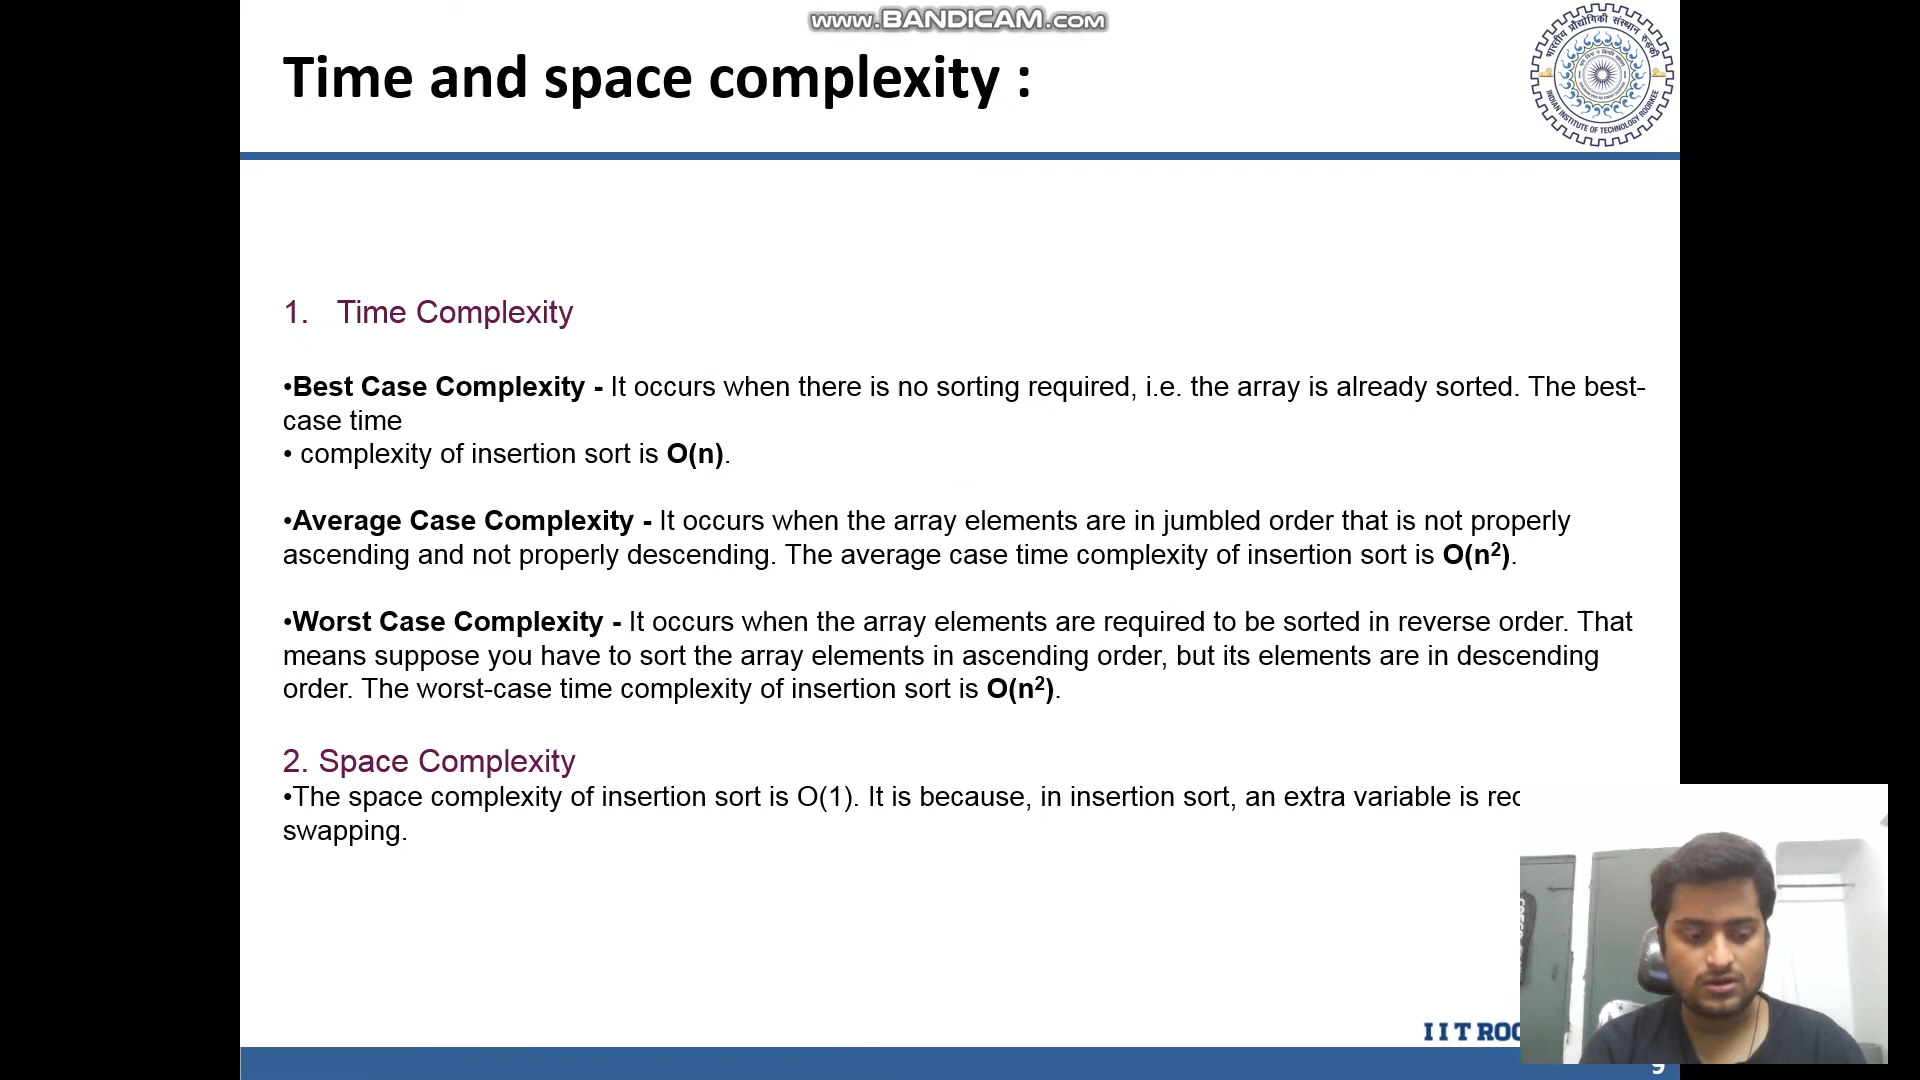 www.BANDICAM.com
Time and space complexity :
भारतीय प्रौद्योगिकी संस्थान रुड़की
INDIAN INSTITUTE OF TECHNOLOGY ROORKEE
1. Time Complexity
•Best Case Complexity - It occurs when there is no sorting required, i.e. the array is already sorted. The best-
case time
• complexity of insertion sort is O(n).
•Average Case Complexity - It occurs when the array elements are in jumbled order that is not properly
ascending and not properly descending. The average case time complexity of insertion sort is O(n²).
•Worst Case Complexity - It occurs when the array elements are required to be sorted in reverse order. That
means suppose you have to sort the array elements in ascending order, but its elements are in descending
order. The worst-case time complexity of insertion sort is O(n²).
2. Space Complexity
•The space complexity of insertion sort is O(1). It is because, in insertion sort, an extra variable is
swapping.
I I T
9